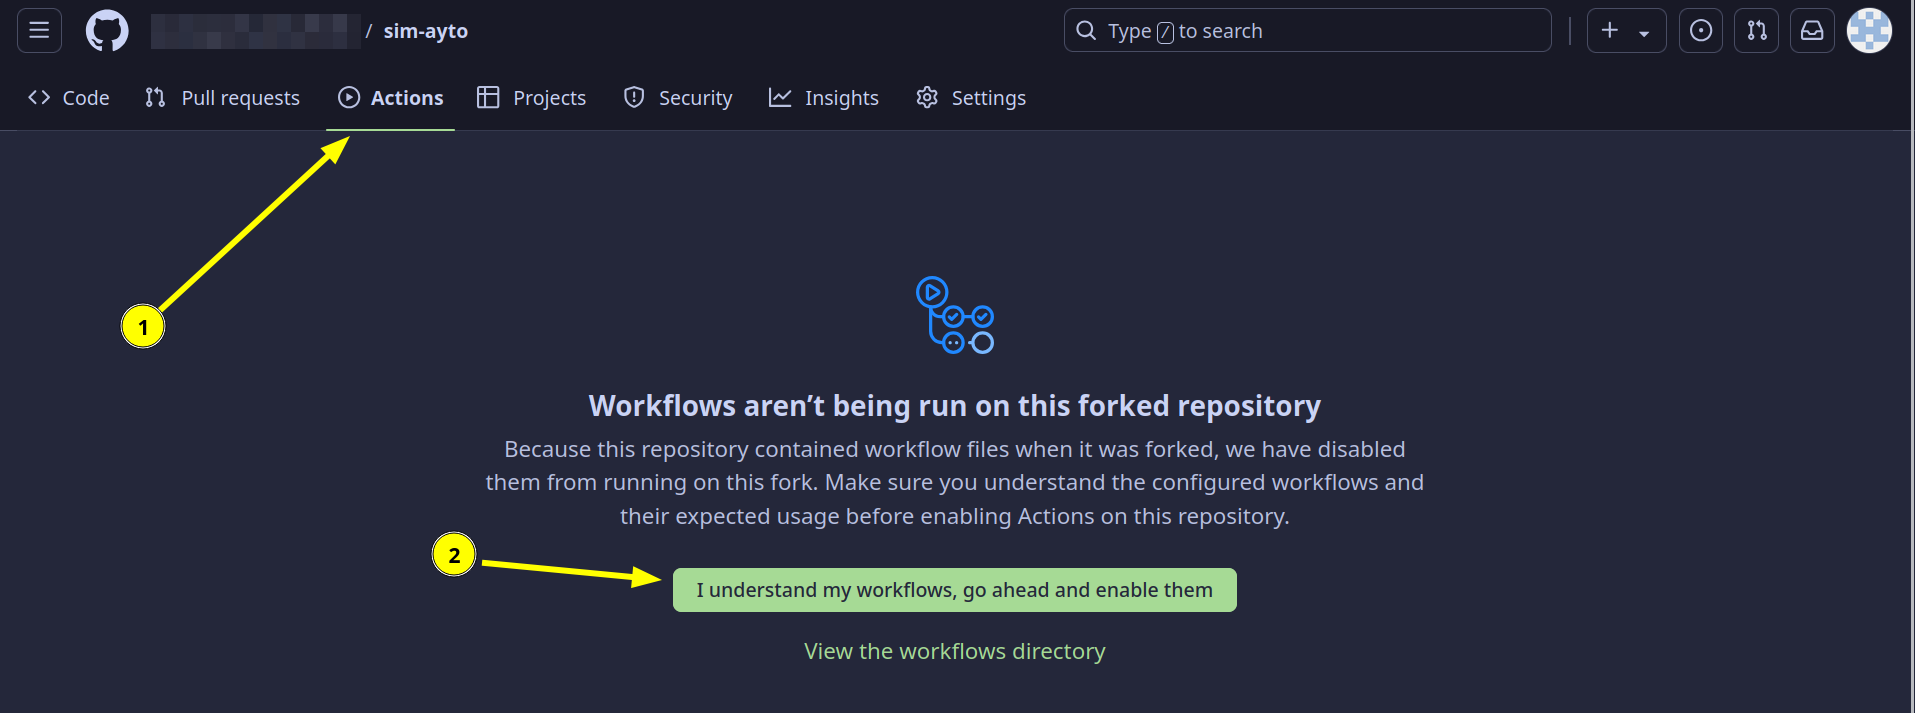 / sim-ayto
Type / to search
Code Pull requests Actions Projects Security Insights Settings
1
Workflows aren’t being run on this forked repository
Because this repository contained workflow files when it was forked, we have disabled
them from running on this fork. Make sure you understand the configured workflows and
their expected usage before enabling Actions on this repository.
2
I understand my workflows, go ahead and enable them
View the workflows directory